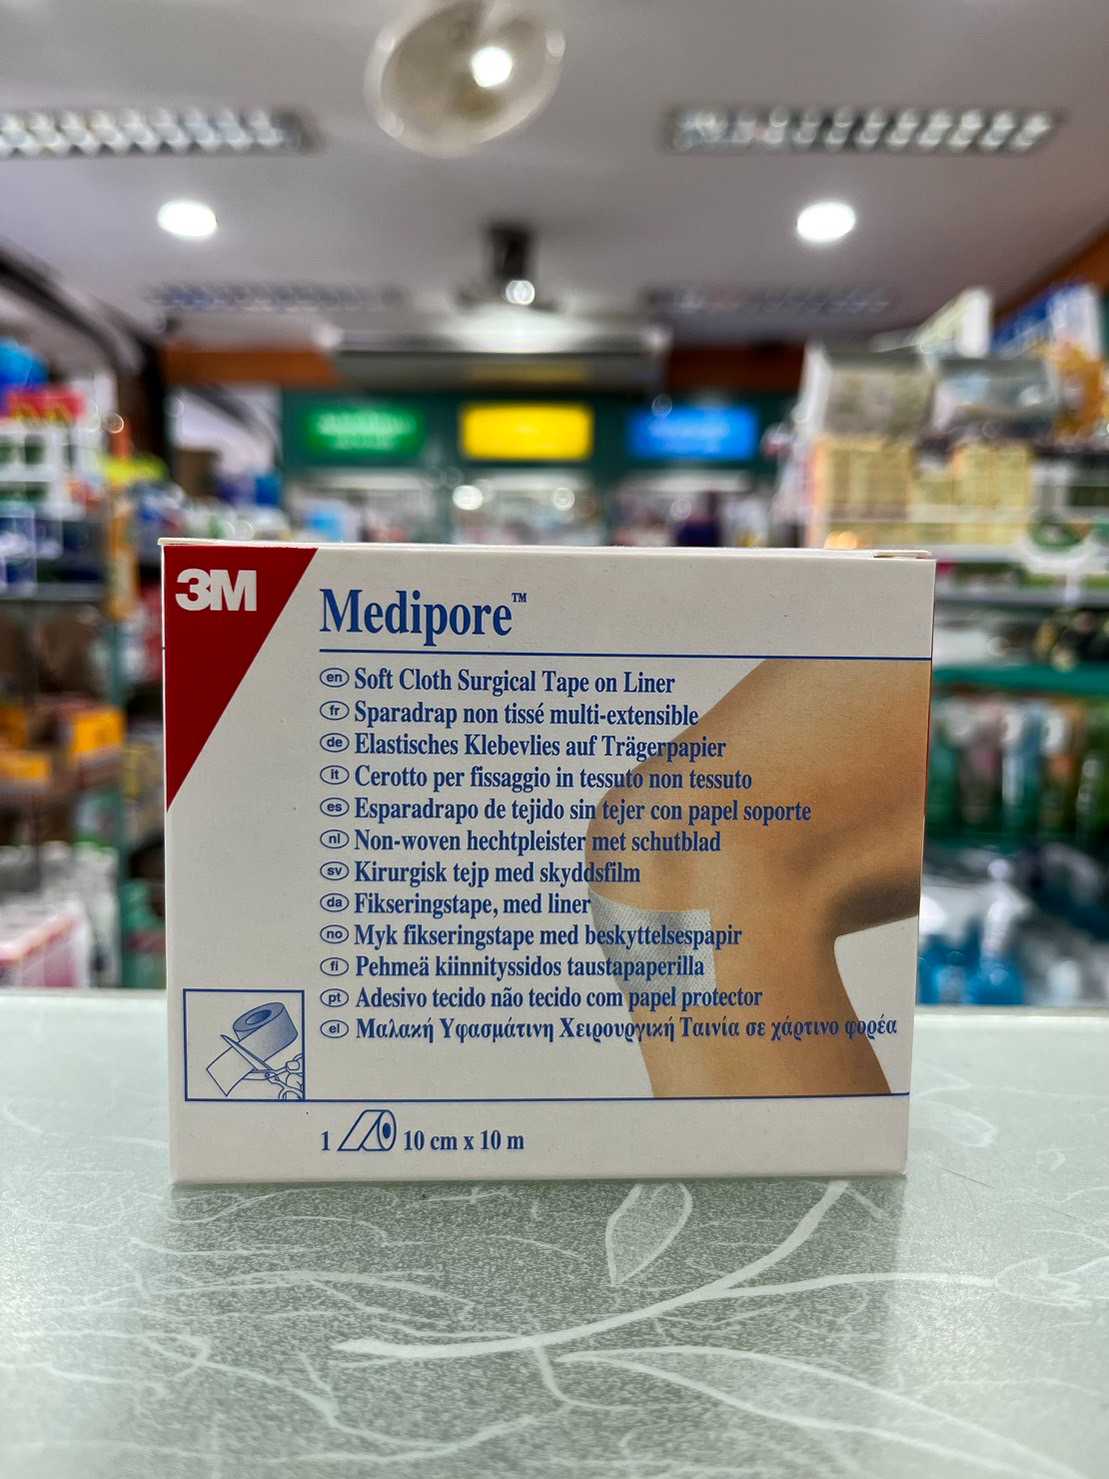 3M
Medipore™
en Soft Cloth Surgical Tape on Liner
fr Sparadrap non tissé multi-extensible
de Elastisches Klebevlies auf Trägerpapier
it Cerotto per fissaggio in tessuto non tessuto
es Esparadrapo de tejido sin tejer con papel soporte
nl Non-woven hechtpleister met schutblad
sv Kirurgisk tejp med skyddsfilm
da Fikseringstape, med liner
no Myk fikseringstape med beskyttelsespapir
fi Pehmeä kiinnityssidos taustapaperilla
pt Adesivo tecido não tecido com papel protector
el Μαλακή Υφασμάτινη Χειρουργική Ταινία σε χάρτινο φορέα
1 10 cm x 10 m